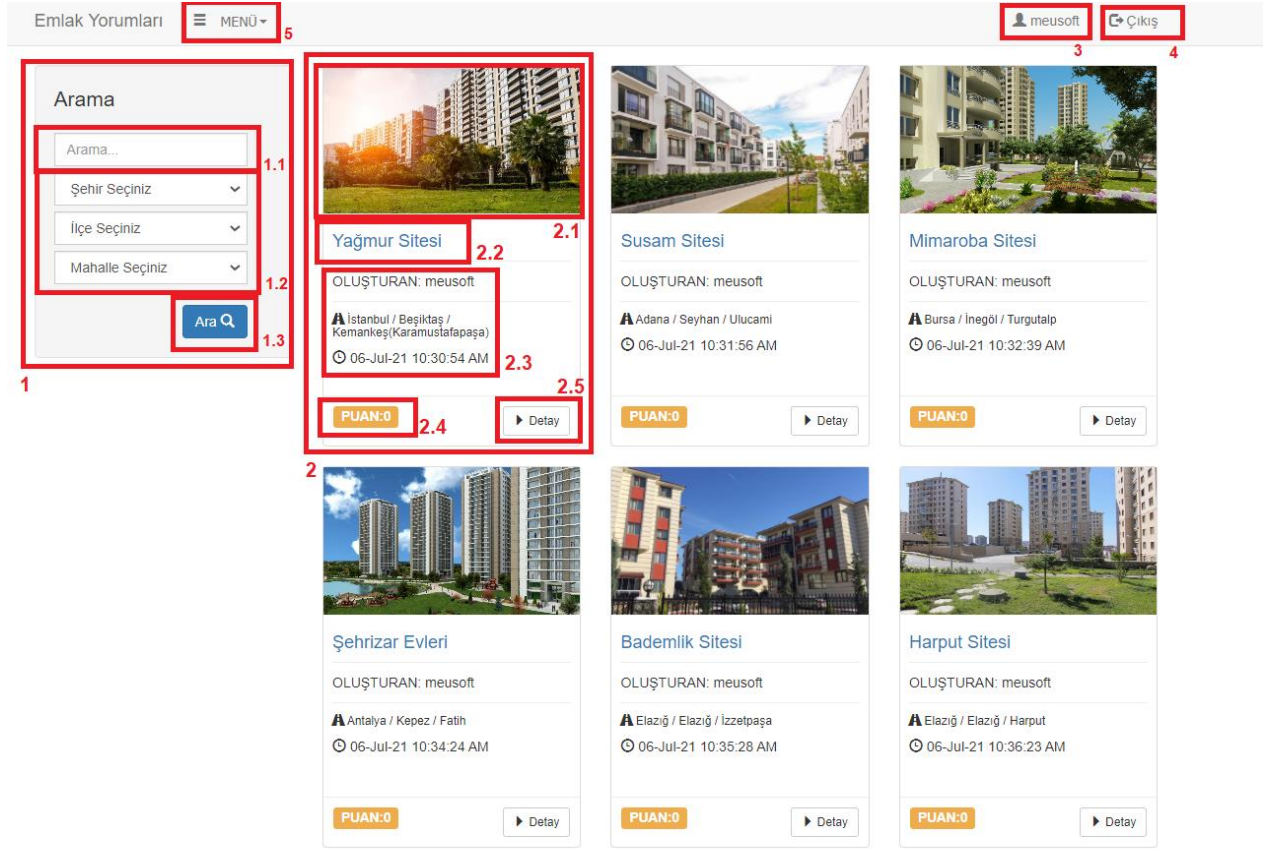 Emlak Yorumları
MENÜ
5
meusoft
3
Çıkış
4
Arama
Arama...
1.1
Şehir Seçiniz
İlçe Seçiniz
Mahalle Seçiniz
1.2
Ara
1.3
1
2.1
Yağmur Sitesi
2.2
OLUŞTURAN: meusoft
İstanbul / Beşiktaş /
Kemankeş(Karamustafapaşa)
06-Jul-21 10:30:54 AM
2.3
2.5
PUAN:0
2.4
Detay
2
Susam Sitesi
OLUŞTURAN: meusoft
Adana / Seyhan / Ulucami
06-Jul-21 10:31:56 AM
PUAN:0
Detay
Mimaroba Sitesi
OLUŞTURAN: meusoft
Bursa / İnegöl / Turgutalp
06-Jul-21 10:32:39 AM
PUAN:0
Detay
Şehrizar Evleri
OLUŞTURAN: meusoft
Antalya / Kepez / Fatih
06-Jul-21 10:34:24 AM
PUAN:0
Detay
Bademlik Sitesi
OLUŞTURAN: meusoft
Elazığ / Elazığ / İzzetpaşa
06-Jul-21 10:35:28 AM
PUAN:0
Detay
Harput Sitesi
OLUŞTURAN: meusoft
Elazığ / Elazığ / Harput
06-Jul-21 10:36:23 AM
PUAN:0
Detay